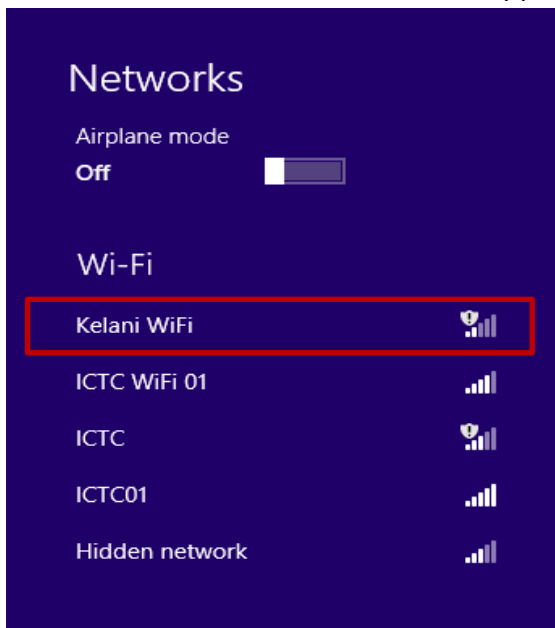 Networks
Airplane mode
Off
Wi-Fi
Kelani WiFi
ICTC WiFi 01
ICTC
ICTC01
Hidden network